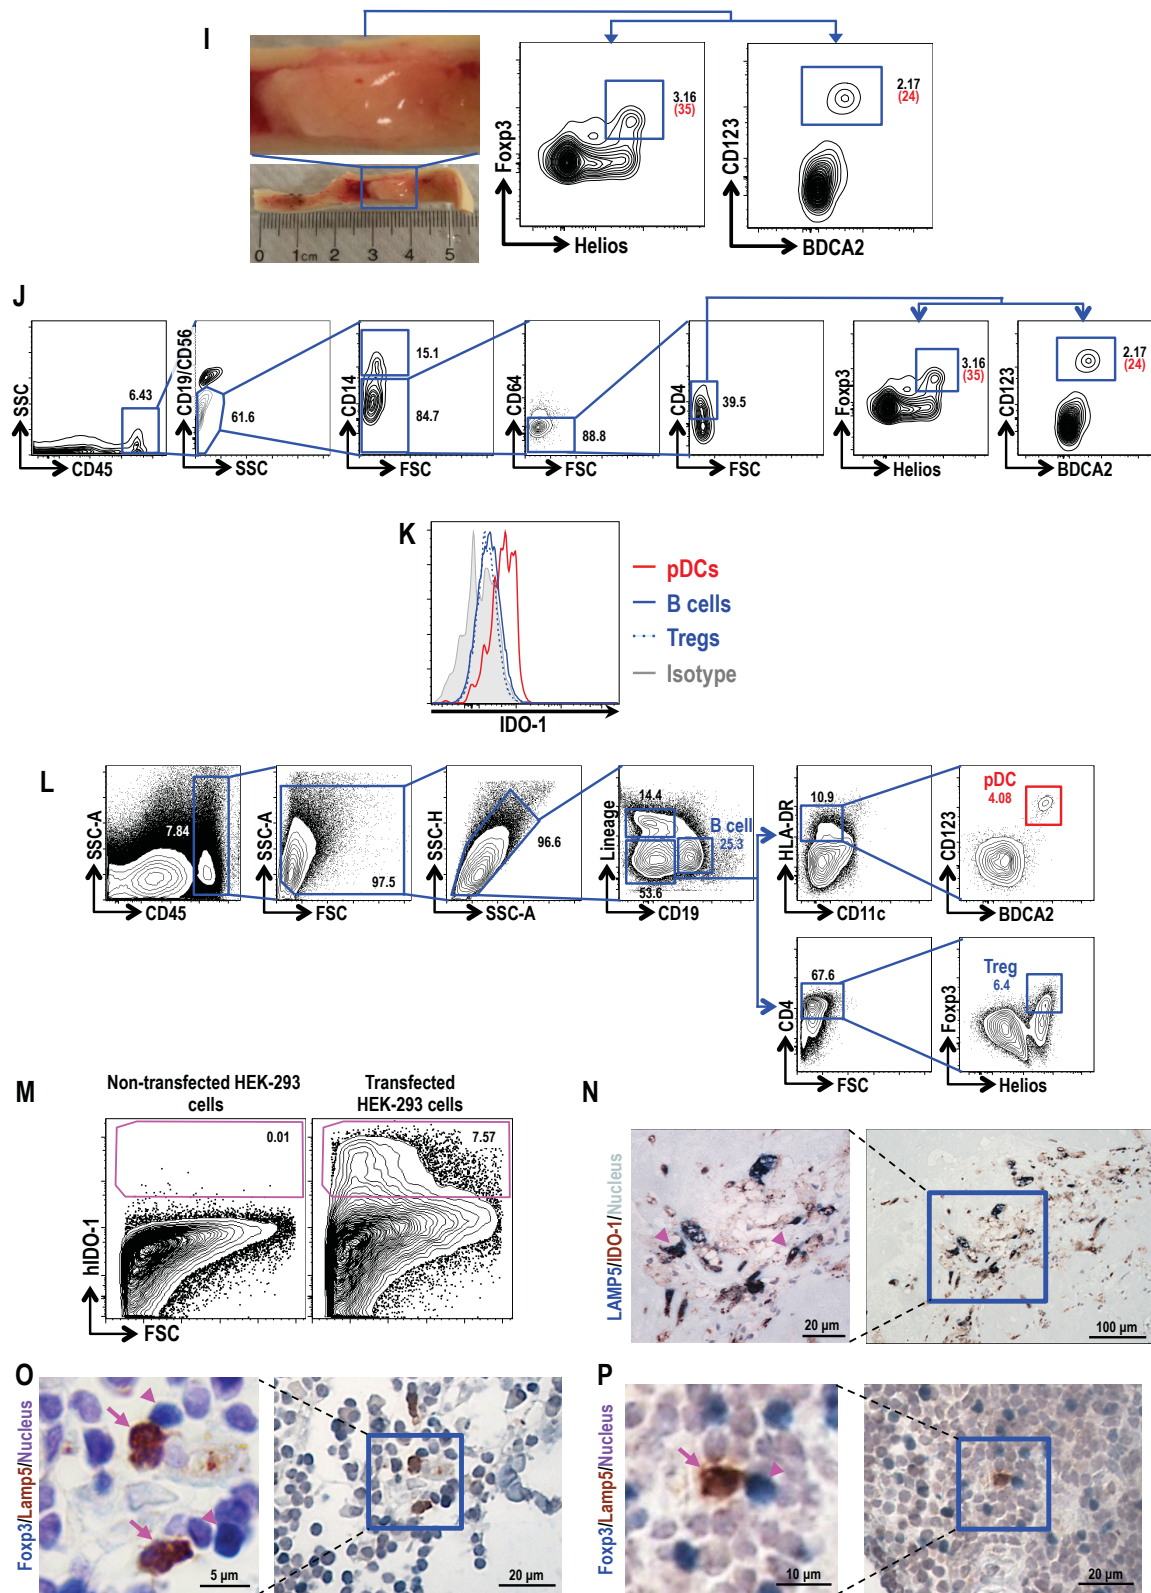 I
Foxp3
3.16
(35)
Helios
CD123
2.17
(24)
BDCA2
0 1cm 2 3 4 5
J
SSC
6.43
CD45
CD19/CD56
61.6
SSC
CD14
15.1
84.7
FSC
CD64
88.8
FSC
CD4
39.5
FSC
Foxp3
3.16
(35)
Helios
CD123
2.17
(24)
BDCA2
K
pDCs
B cells
Tregs
Isotype
IDO-1
L
SSC-A
7.84
CD45
SSC-A
97.5
FSC
SSC-H
96.6
SSC-A
Lineage
14.4
B cell
25.3
53.6
CD19
HLA-DR
10.9
CD11c
CD123
pDC
4.08
BDCA2
CD4
67.6
FSC
Foxp3
Treg
6.4
Helios
M
Non-transfected HEK-293
cells
Transfected
HEK-293 cells
hIDO-1
0.01
7.57
FSC
N
LAMP5/IDO-1/Nucleus
20 µm
100 µm
O
Foxp3/Lamp5/Nucleus
5 µm
20 µm
P
Foxp3/Lamp5/Nucleus
10 µm
20 µm